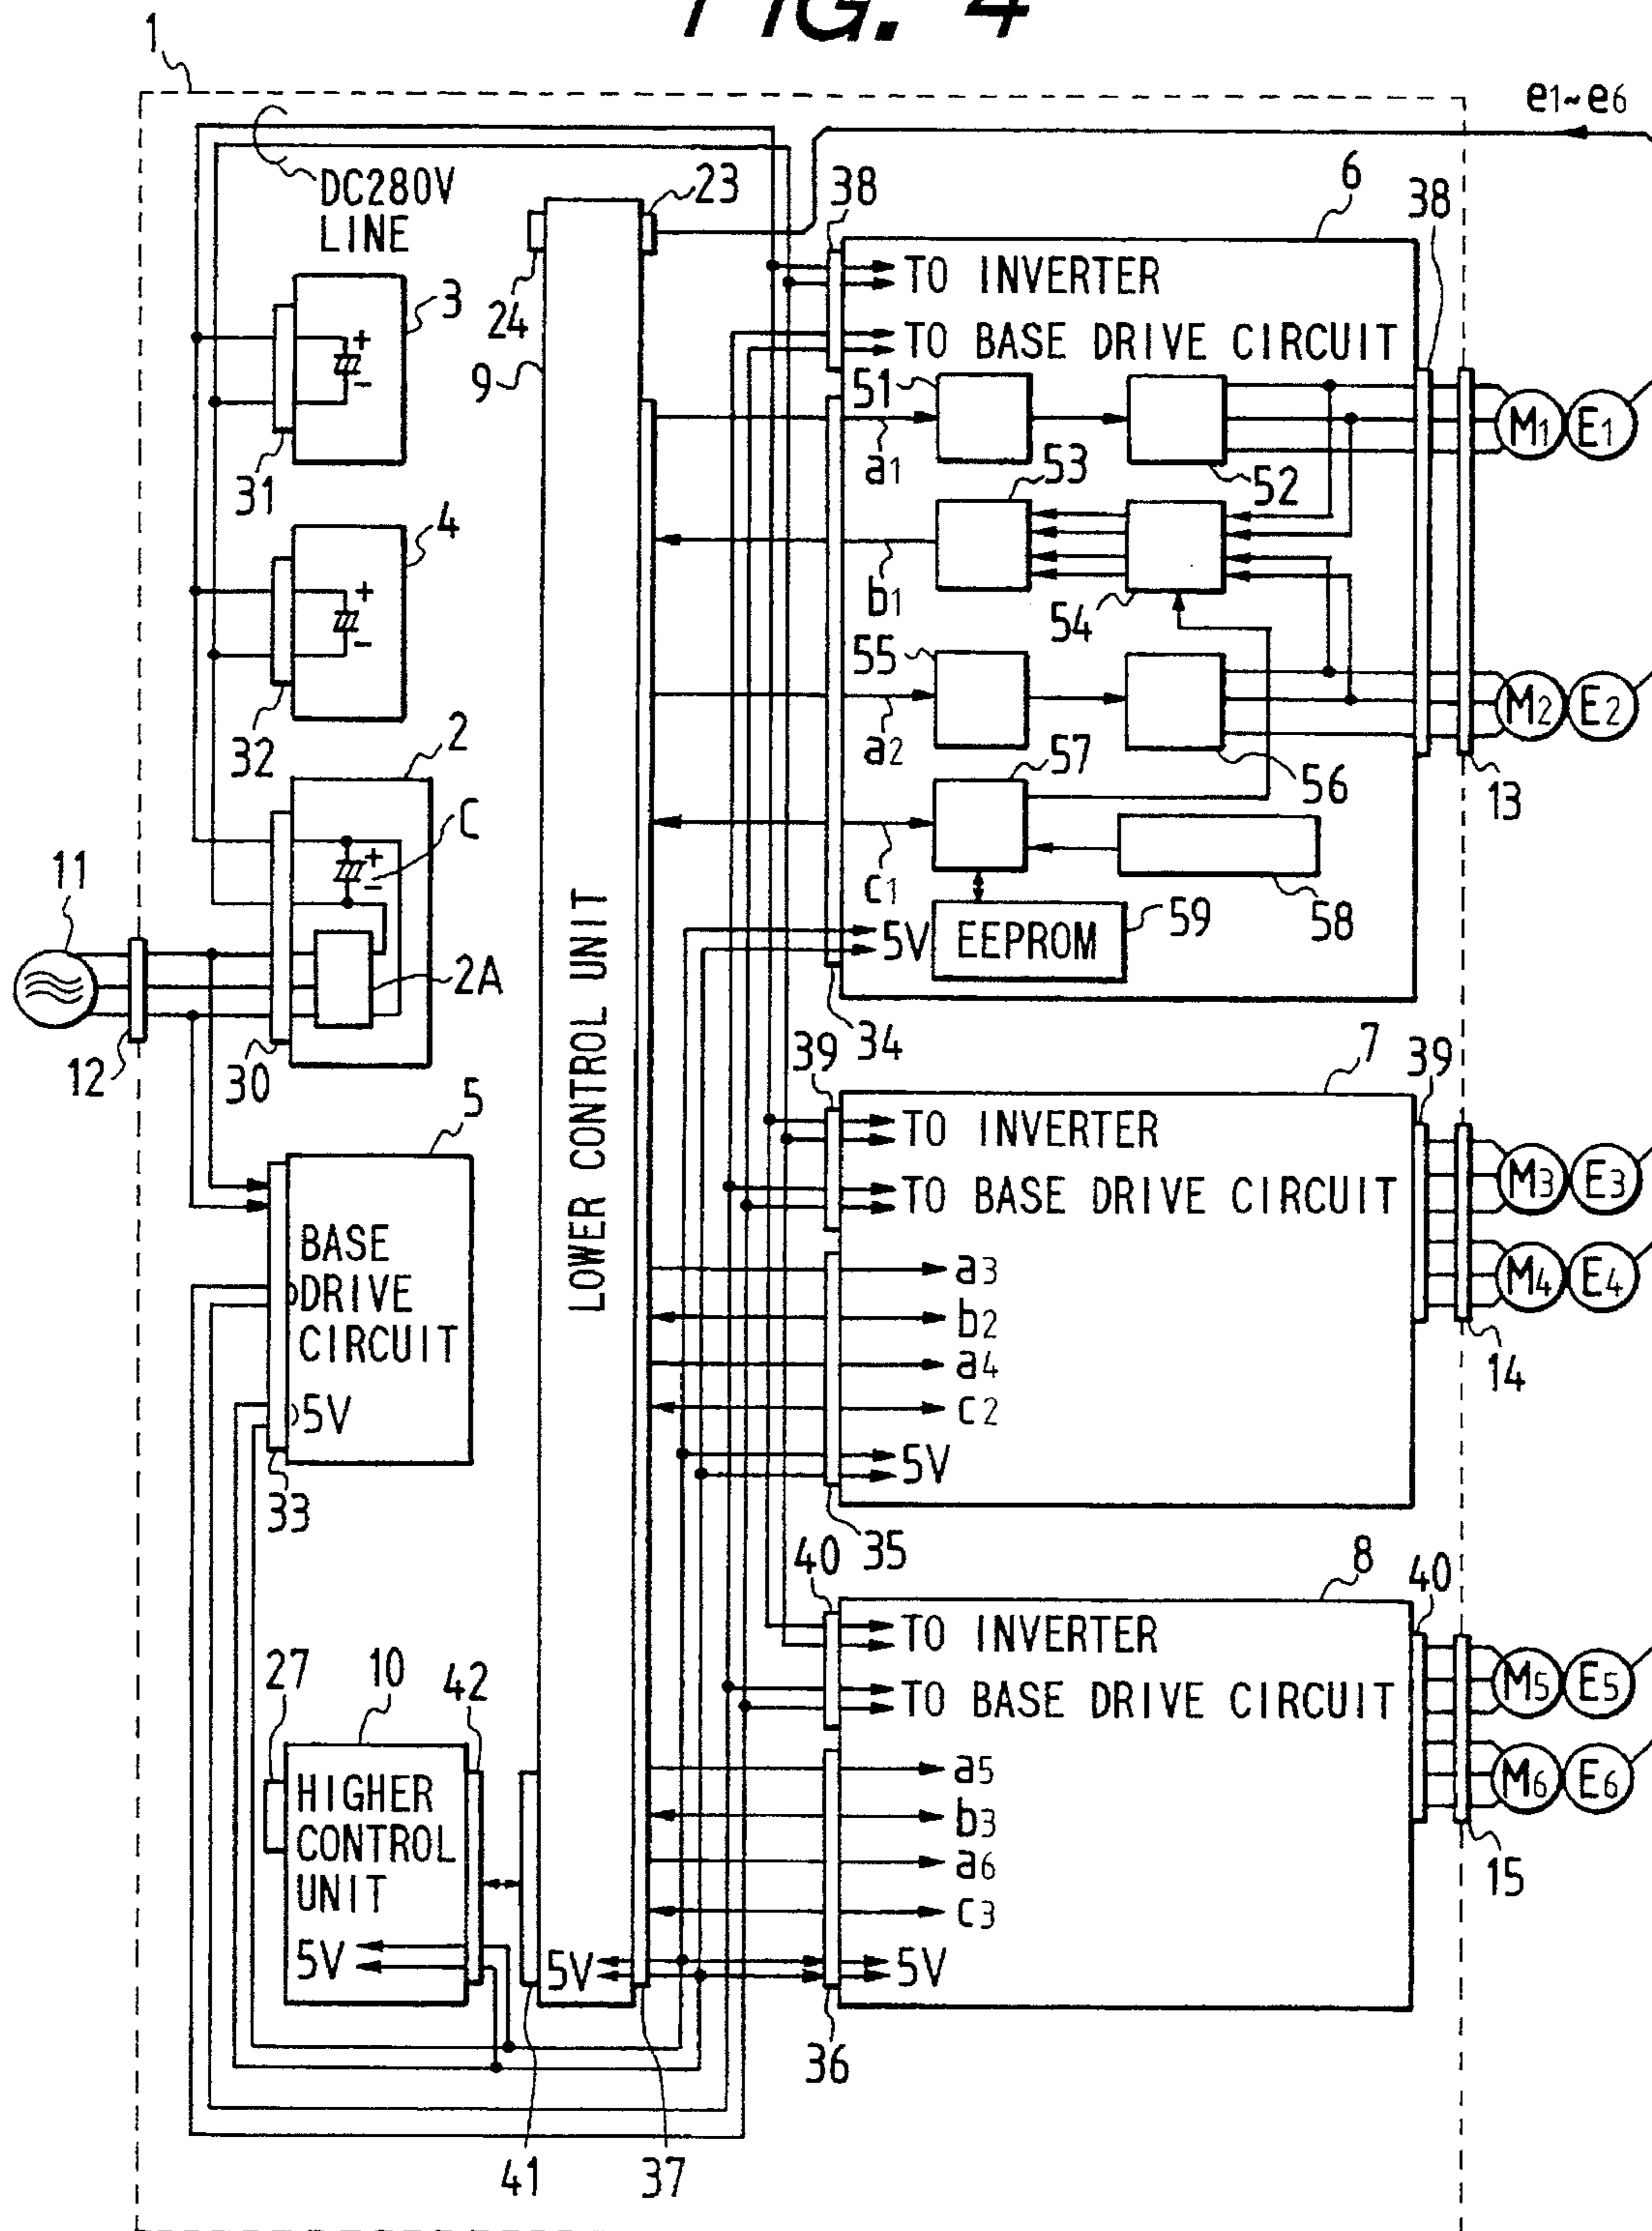 FIG. 4
1
e1~e6
DC280V
LINE
23
38
6
38
24
3
9
31
TO INVERTER
TO BASE DRIVE CIRCUIT
51
a1
52
M1 E1
53
b1
54
4
32
55
a2
56
M2 E2
13
2
C
57
c1
58
59
EEPROM
5V
34
11
12
2A
30
LOWER CONTROL UNIT
39
7
39
TO INVERTER
TO BASE DRIVE CIRCUIT
M3 E3
M4 E4
14
a3
b2
a4
c2
5V
35
5
BASE
DRIVE
CIRCUIT
5V
33
40
8
40
TO INVERTER
TO BASE DRIVE CIRCUIT
M5 E5
M6 E6
15
a5
b3
a6
c3
5V
36
27
10
42
HIGHER
CONTROL
UNIT
5V
5V
41
37